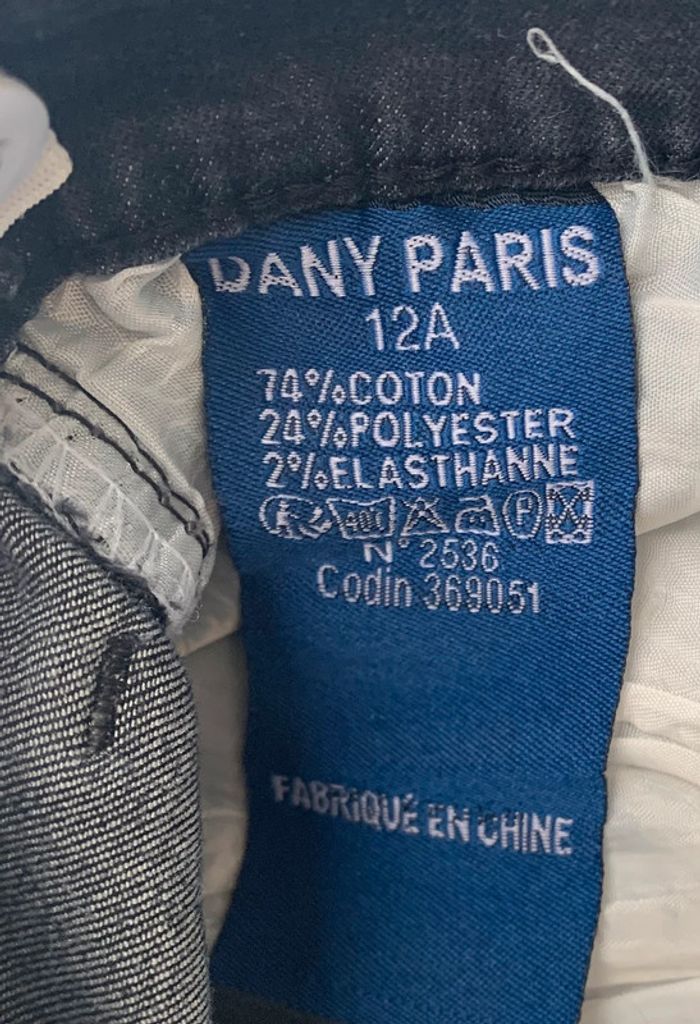 DANY PARIS
12A
74%COTON
24%POLYESTER
2%ELASTHANNE
N° 2536
Codin 369051
FABRIQUÉ EN CHINE